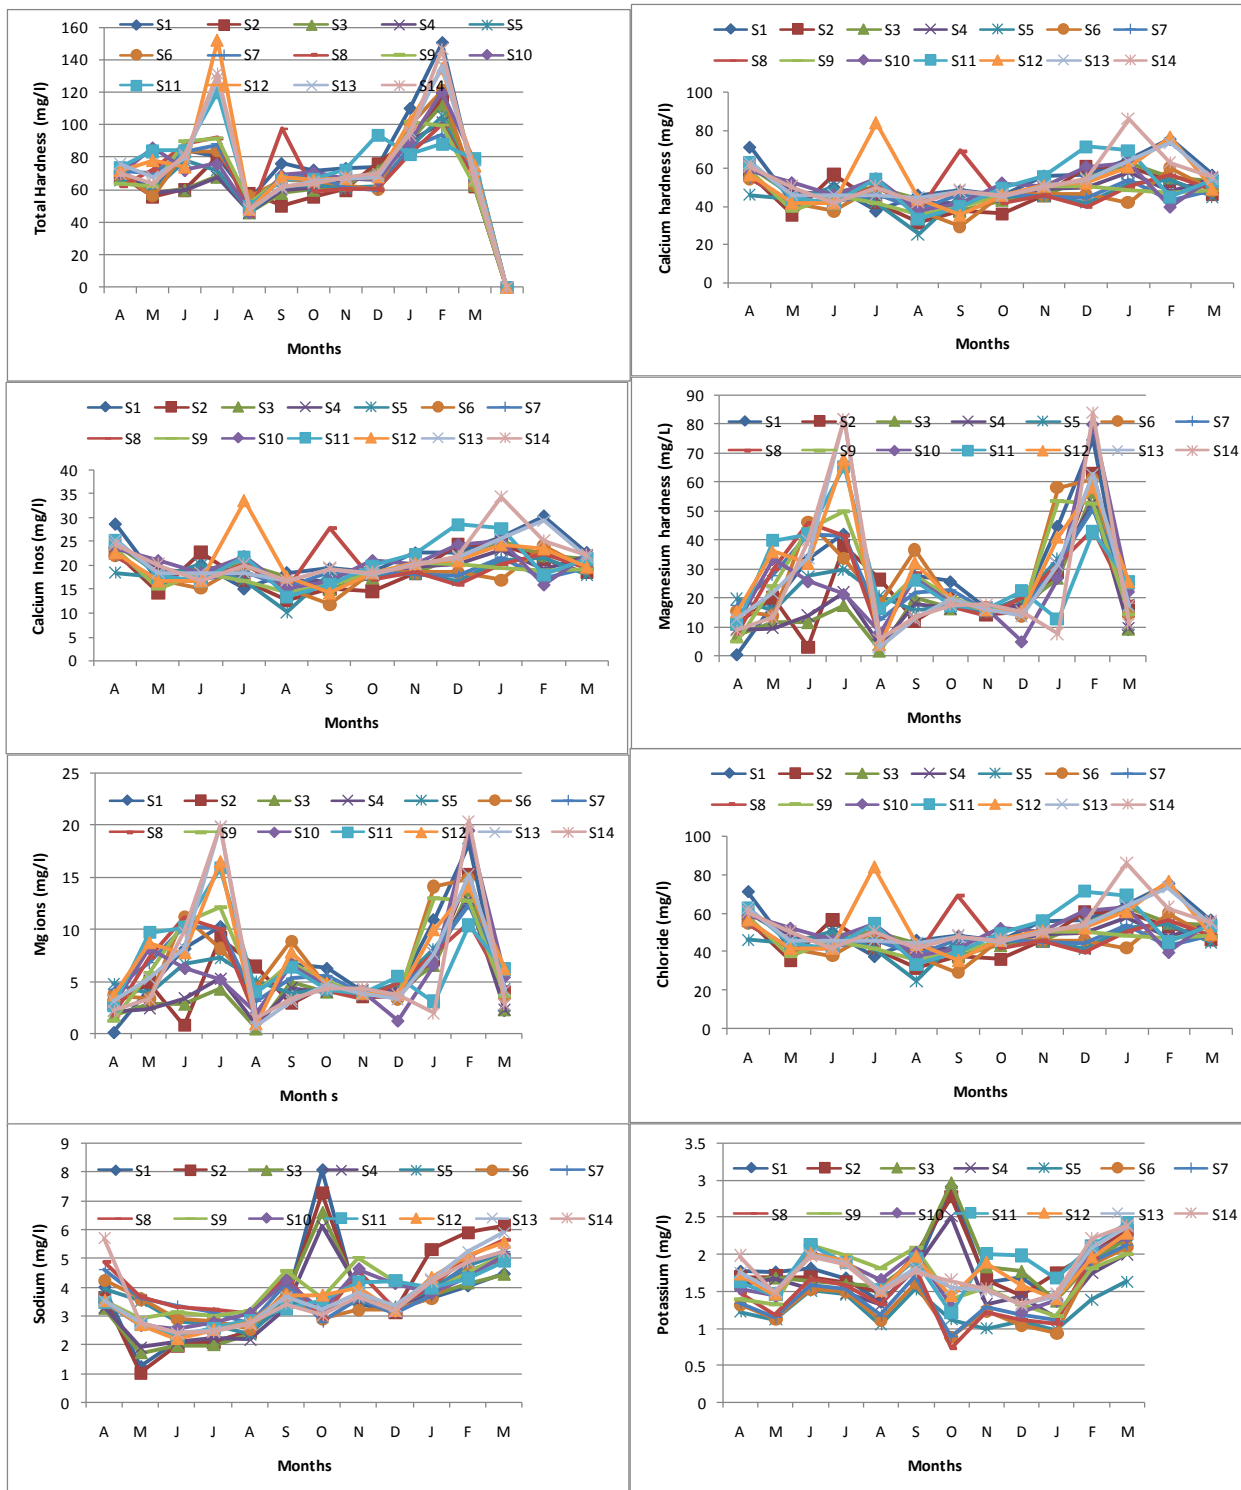 Total Hardness (mg/l)
160
140
120
100
80
60
40
20
0
S1 S2 S3 S4 S5
S6 S7 S8 S9 S10
S11 S12 S13 S14
A M J J A S O N D J F M
Months
Calcium hardness (mg/l)
100
80
60
40
20
0
S1 S2 S3 S4 S5 S6 S7
S8 S9 S10 S11 S12 S13 S14
A M J J A S O N D J F M
Months
Calcium Inos (mg/l)
S1 S2 S3 S4 S5 S6 S7
S8 S9 S10 S11 S12 S13 S14
40
35
30
25
20
15
10
5
0
A M J J A S O N D J F M
Months
Magmesium hardness (mg/L)
90
80
70
60
50
40
30
20
10
0
S1 S2 S3 S4 S5 S6 S7
S8 S9 S10 S11 S12 S13 S14
A M J J A S O N D J F M
Months
Mg ions (mg/l)
25
20
15
10
5
0
S1 S2 S3 S4 S5 S6 S7
S8 S9 S10 S11 S12 S13 S14
A M J J A S O N D J F M
Month s
Chloride (mg/l)
S1 S2 S3 S4 S5 S6 S7
S8 S9 S10 S11 S12 S13 S14
100
80
60
40
20
0
A M J J A S O N D J F M
Months
Sodium (mg/l)
9
8
7
6
5
4
3
2
1
0
S1 S2 S3 S4 S5 S6 S7
S8 S9 S10 S11 S12 S13 S14
A M J J A S O N D J F M
Months
Potassium (mg/l)
3.5
3
2.5
2
1.5
1
0.5
0
S1 S2 S3 S4 S5 S6 S7
S8 S9 S10 S11 S12 S13 S14
A M J J A S O N D J F M
Months